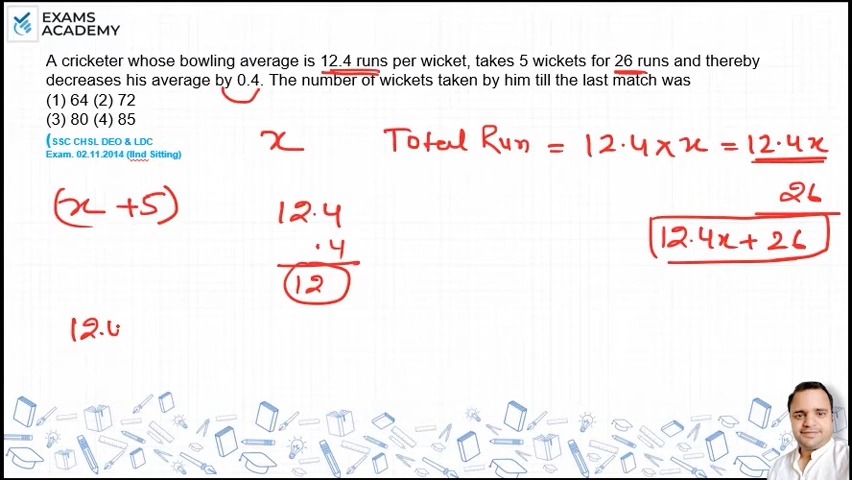 EXAMS
ACADEMY
A cricketer whose bowling average is 12.4 runs per wicket, takes 5 wickets for 26 runs and thereby
decreases his average by 0.4. The number of wickets taken by him till the last match was
(1) 64 (2) 72
(3) 80 (4) 85
(SSC CHSL DEO & LDC
Exam. 02.11.2014 (IInd Sitting)
x
Total Run = 12.4 × x = 12.4x
26
12.4x + 26
(x + 5)
12.4
.4
12
12.